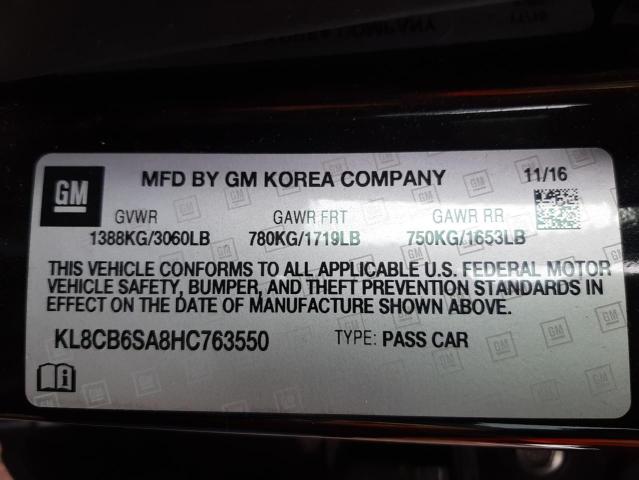 GM
MFD BY GM KOREA COMPANY 11/16
GVWR GAWR FRT GAWR RR
1388KG/3060LB 780KG/1719LB 750KG/1653LB
THIS VEHICLE CONFORMS TO ALL APPLICABLE U.S. FEDERAL MOTOR
VEHICLE SAFETY, BUMPER, AND THEFT PREVENTION STANDARDS IN
EFFECT ON THE DATE OF MANUFACTURE SHOWN ABOVE.
KL8CB6SA8HC763550 TYPE: PASS CAR